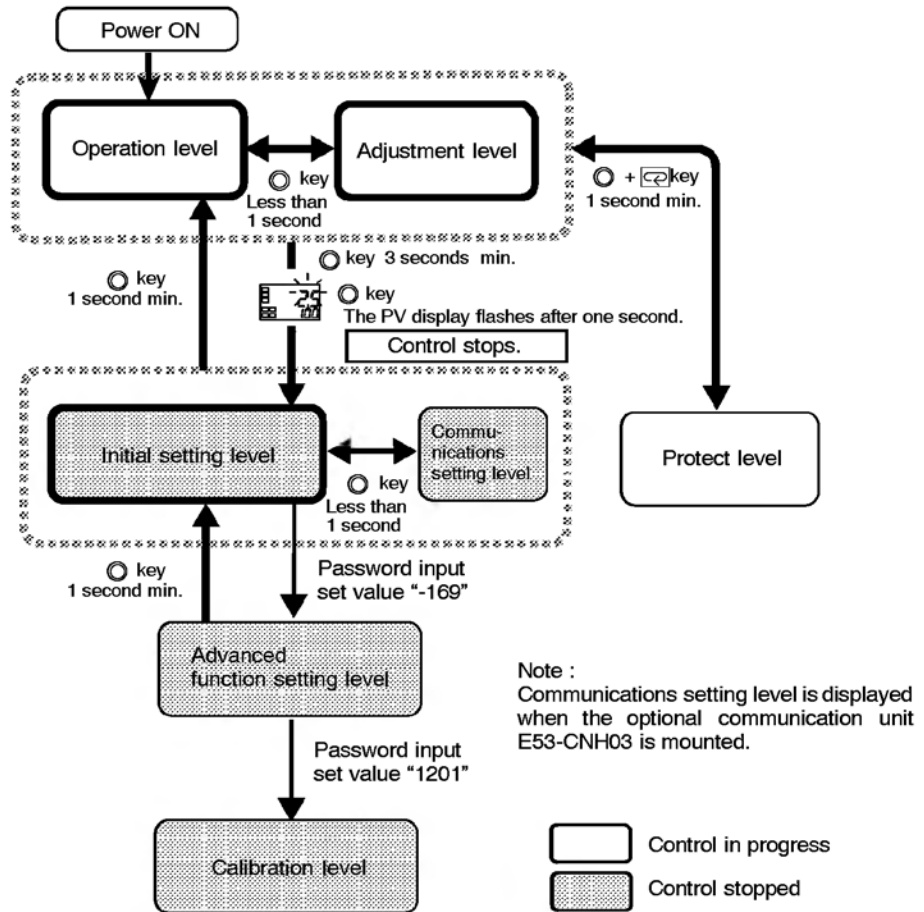 Power ON
Operation level
Adjustment level
key
Less than
1 second
+ key
1 second min.
key
1 second min.
key 3 seconds min.
25
100
key
The PV display flashes after one second.
Control stops.
Initial setting level
Commu-
nications
setting level
key
Less than
1 second
Protect level
key
1 second min.
Password input
set value “-169”
Advanced
function setting level
Note :
Communications setting level is displayed
when the optional communication unit
E53-CNH03 is mounted.
Password input
set value “1201”
Calibration level
Control in progress
Control stopped